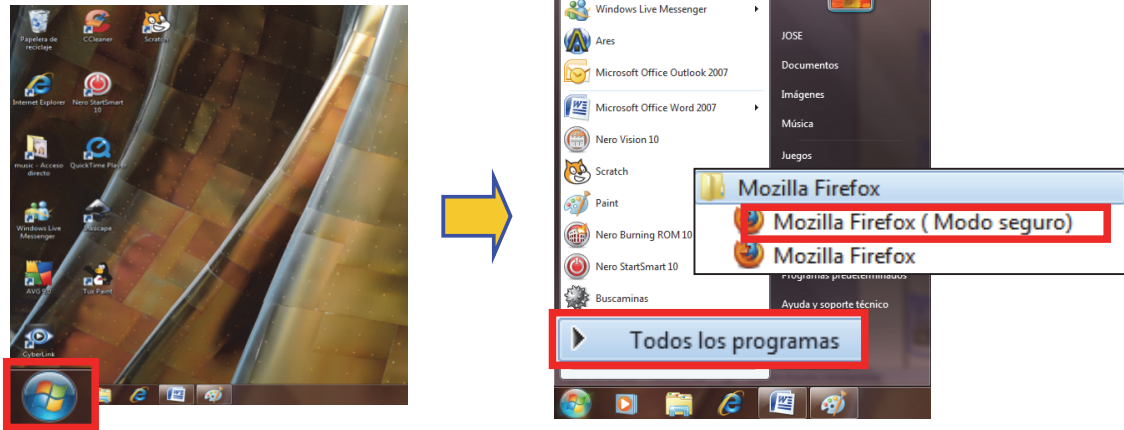 Papelera de
reciclaje
CCleaner
Scratch
Internet Explorer
Nero StartSmart
10
music - Acceso
directo
QuickTime Player
Windows Live
Messenger
Inkscape
AVG 9.0
Tux Paint
CyberLink
Windows Live Messenger
Ares
Microsoft Office Outlook 2007
Microsoft Office Word 2007
Nero Vision 10
Scratch
Paint
Nero Burning ROM 10
Nero StartSmart 10
Buscaminas
Todos los programas
JOSE
Documentos
Imágenes
Música
Juegos
Mozilla Firefox
Mozilla Firefox ( Modo seguro)
Mozilla Firefox
Programas predeterminados
Ayuda y soporte técnico